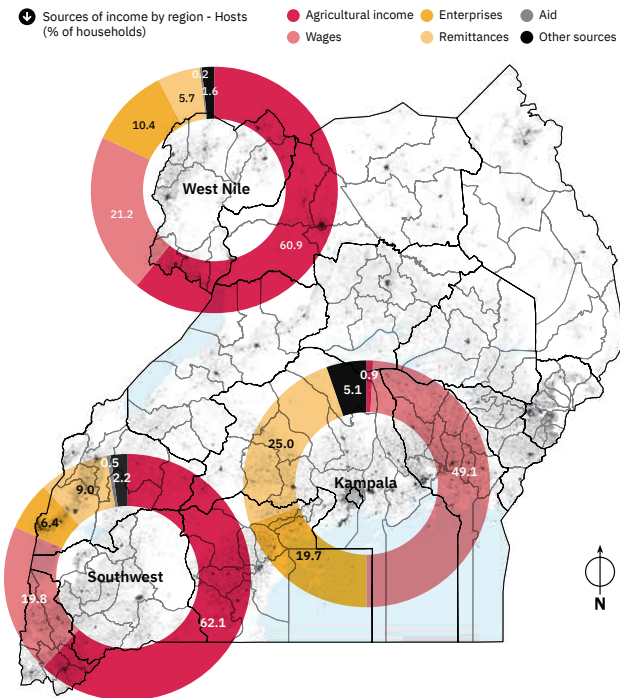 Sources of income by region - Hosts
(% of households)
Agricultural income
Enterprises
Aid
Wages
Remittances
Other sources
0.2
5.7
1.6
10.4
West Nile
21.2
60.9
0.9
5.1
25.0
49.1
Kampala
19.7
0.5
2.2
9.0
6.4
Southwest
19.8
62.1
N